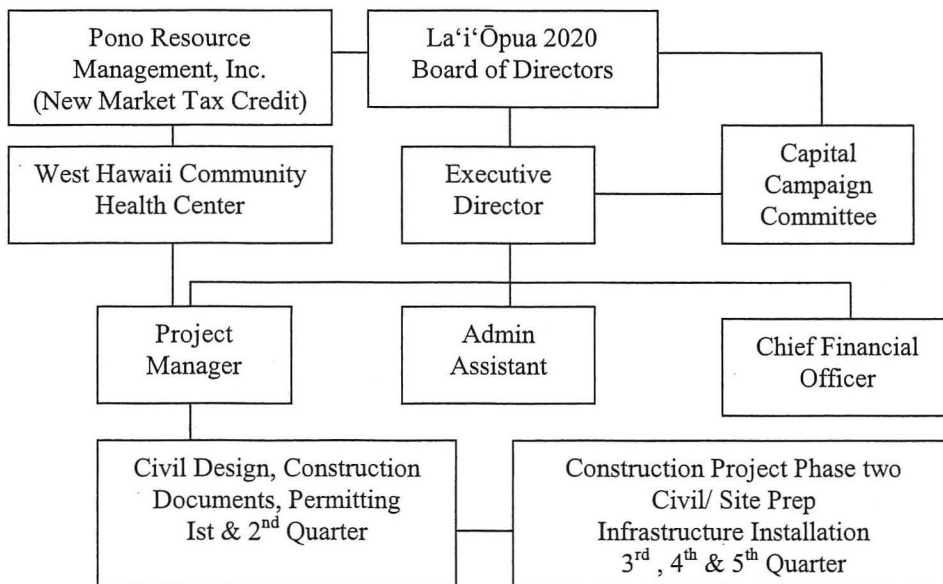 Pono Resource
Management, Inc.
(New Market Tax Credit)
La‘i‘Ōpua 2020
Board of Directors
West Hawaii Community
Health Center
Executive
Director
Capital
Campaign
Committee
Project
Manager
Admin
Assistant
Chief Financial
Officer
Civil Design, Construction
Documents, Permitting
Ist & 2nd Quarter
Construction Project Phase two
Civil/ Site Prep
Infrastructure Installation
3rd , 4th & 5th Quarter